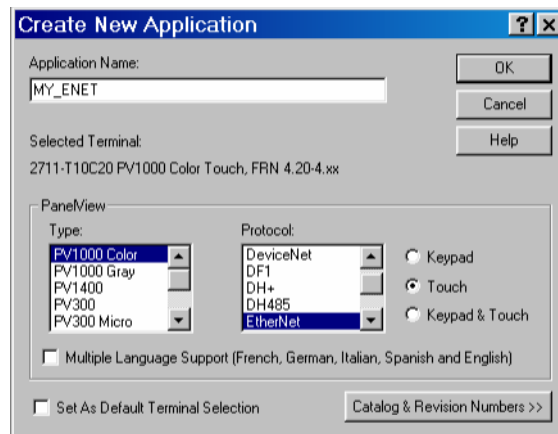 Create New Application
Application Name:
OK
MY_ENET
Cancel
Selected Terminal:
Help
2711-T10C20 PV1000 Color Touch, FRN 4.20-4.xx
PanelView
Type:
PV1000 Color
PV1000 Gray
PV1400
PV300
PV300 Micro
Protocol:
DeviceNet
DF1
DH+
DH485
EtherNet
Keypad
Touch
Keypad & Touch
Multiple Language Support (French, German, Italian, Spanish and English)
Set As Default Terminal Selection
Catalog & Revision Numbers >>